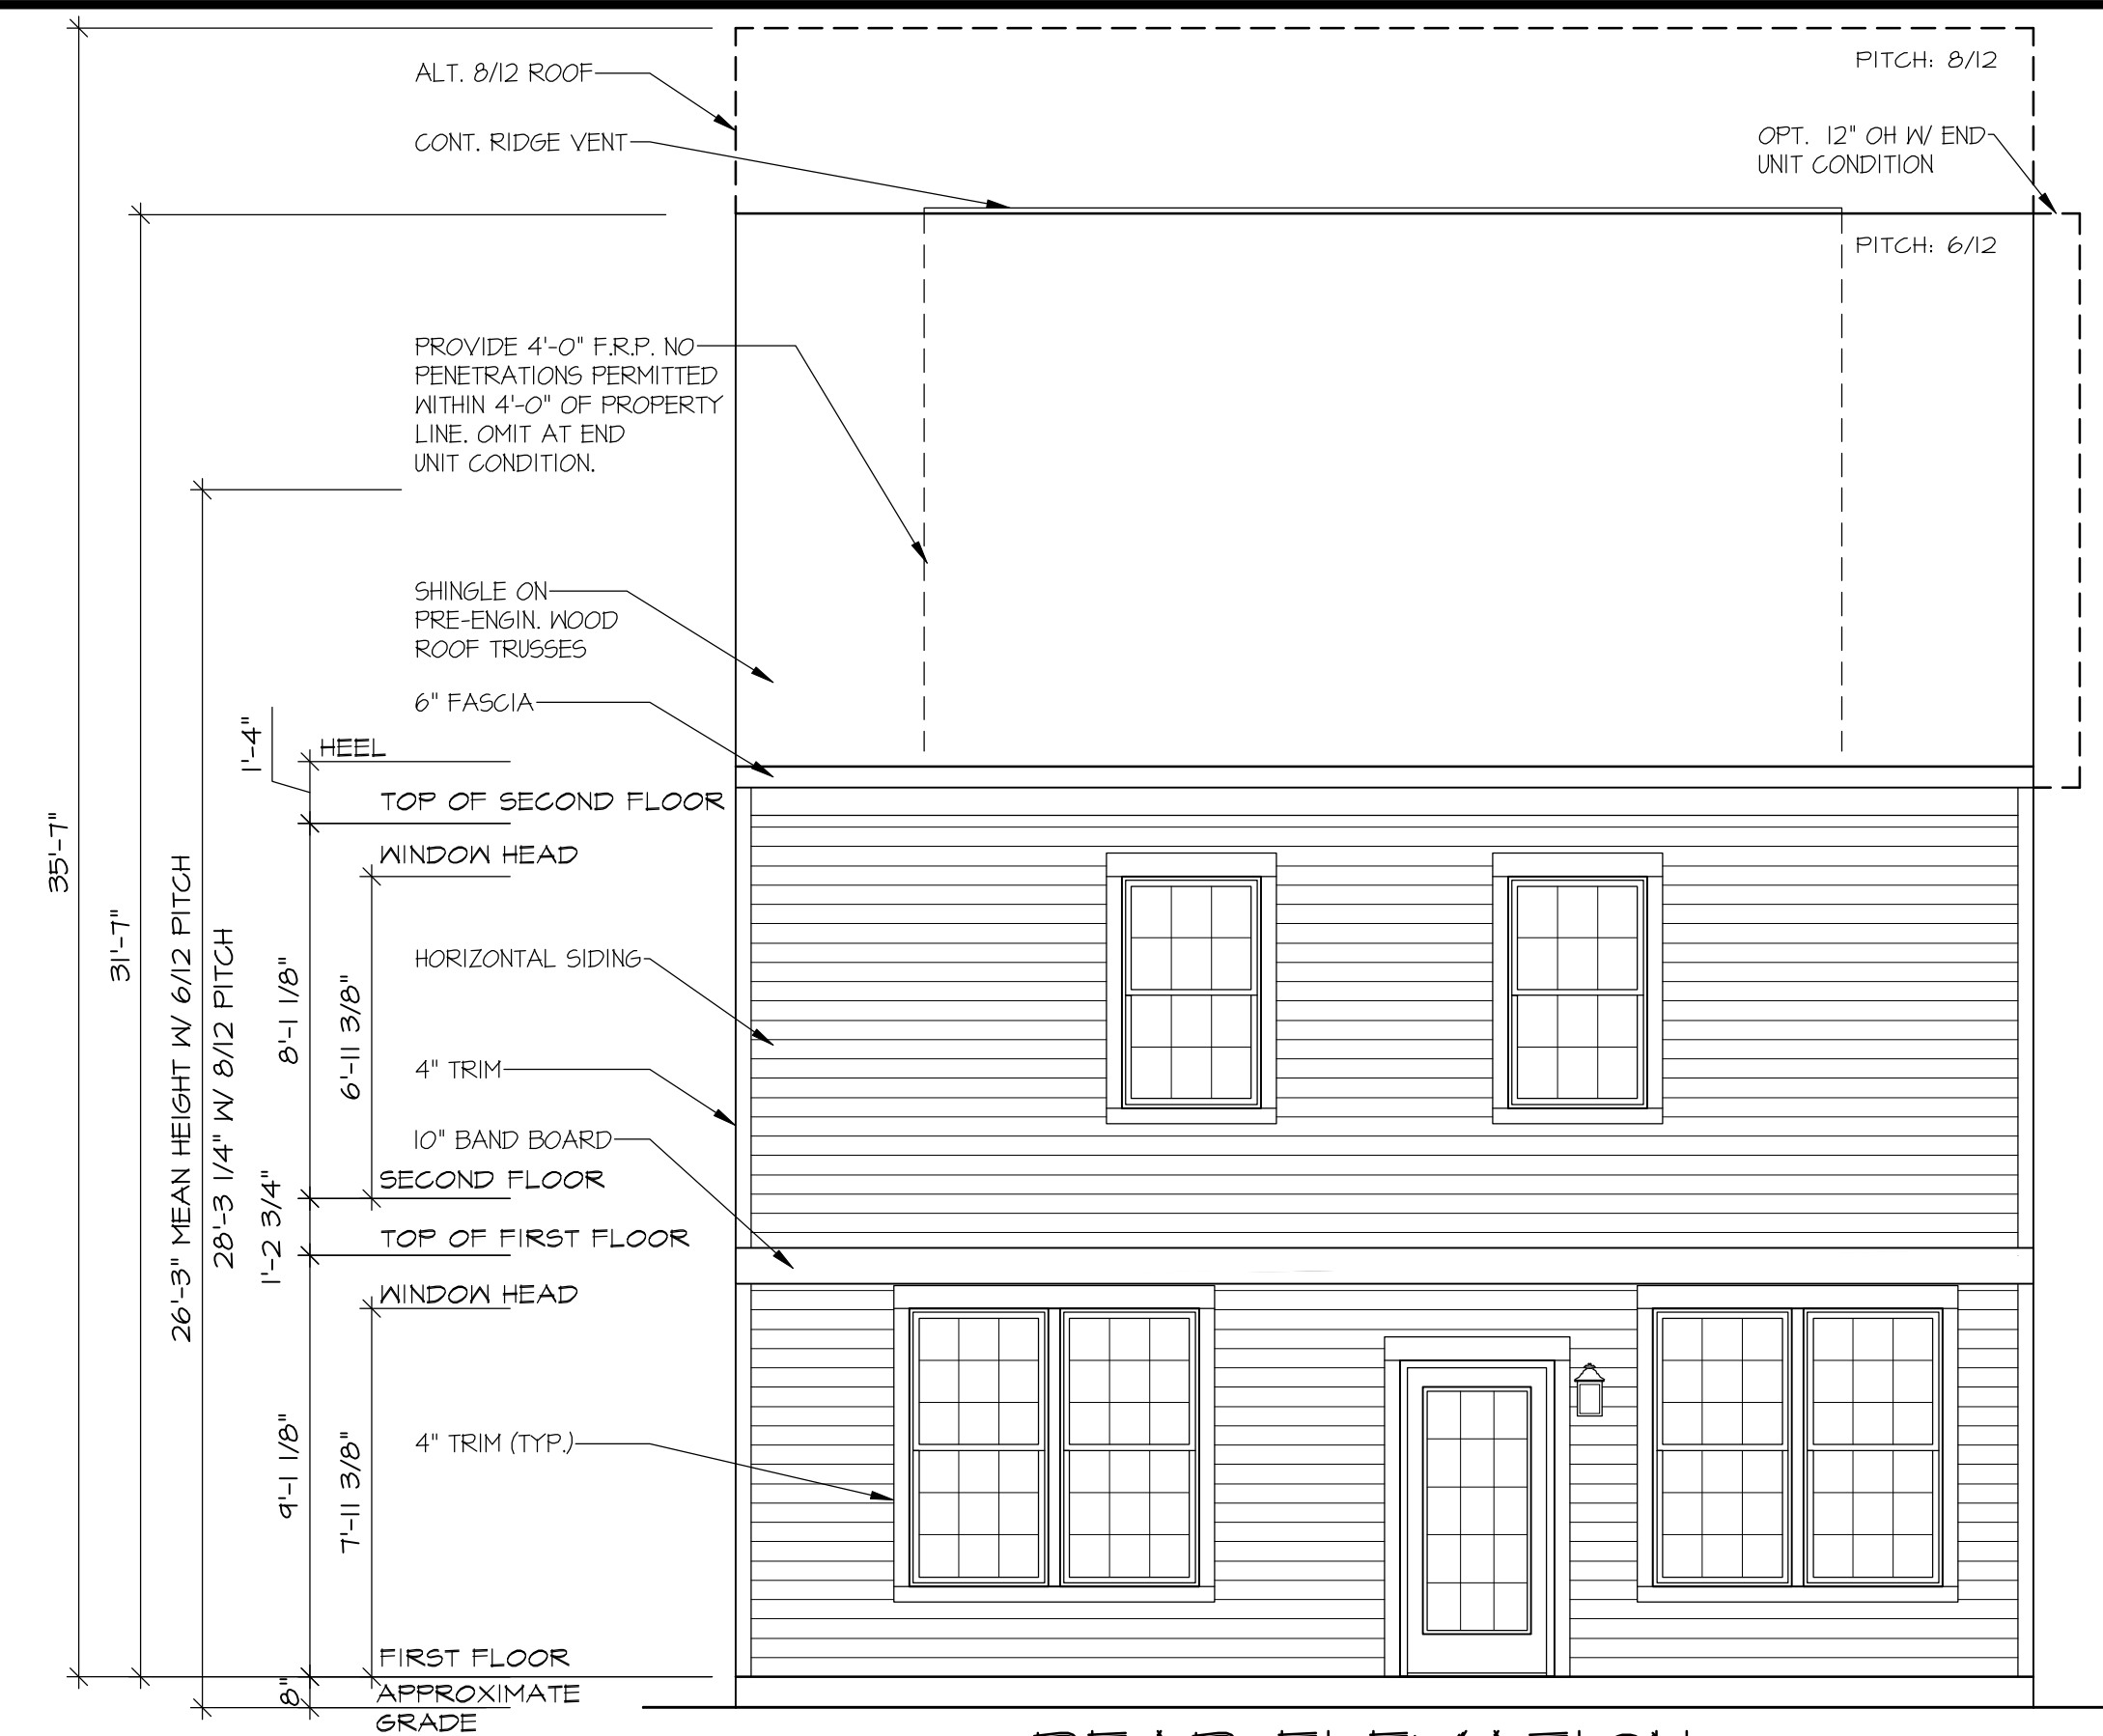 ALT. 8/12 ROOF
PITCH: 8/12
CONT. RIDGE VENT
OPT. 12" OH W/ END
UNIT CONDITION
PITCH: 6/12
PROVIDE 4'-0" F.R.P. NO
PENETRATIONS PERMITTED
WITHIN 4'-0" OF PROPERTY
LINE. OMIT AT END
UNIT CONDITION.
SHINGLE ON
PRE-ENGIN. WOOD
ROOF TRUSSES
6" FASCIA
1'-4"
HEEL
TOP OF SECOND FLOOR
WINDOW HEAD
35'-7"
31'-7"
26'-3" MEAN HEIGHT W/ 6/12 PITCH
28'-3 1/4" W/ 8/12 PITCH
8'-1 1/8"
6'-11 3/8"
HORIZONTAL SIDING
4" TRIM
10" BAND BOARD
SECOND FLOOR
1'-2 3/4"
TOP OF FIRST FLOOR
WINDOW HEAD
9'-1 1/8"
7'-11 3/8"
4" TRIM (TYP.)
FIRST FLOOR
8"
APPROXIMATE
GRADE
REAR ELEVATION